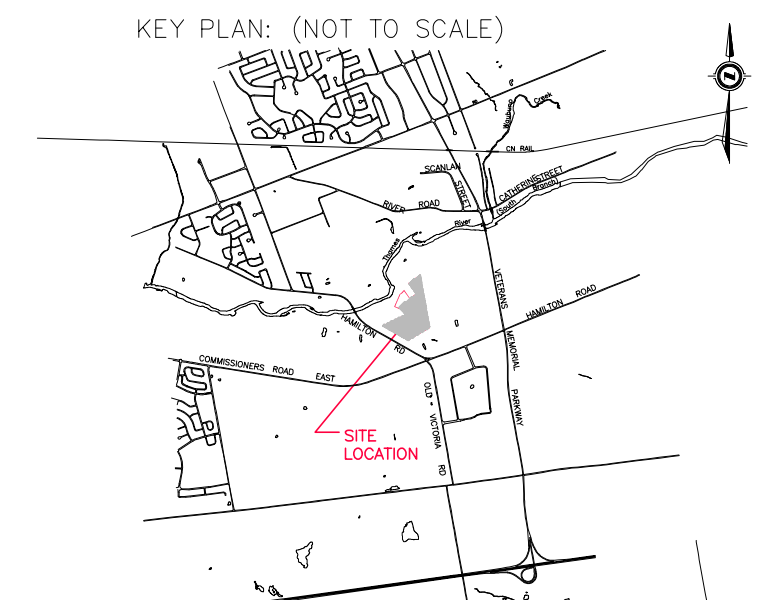 KEY PLAN: (NOT TO SCALE)
Z
Waubuno Creek
CN RAIL
SCANLAN STREET
CATHERINE STREET
RIVER ROAD
(South Branch)
Thames River
VETERANS MEMORIAL PARKWAY
HAMILTON ROAD
HAMILTON RD
COMMISSIONERS ROAD EAST
OLD VICTORIA RD
SITE
LOCATION